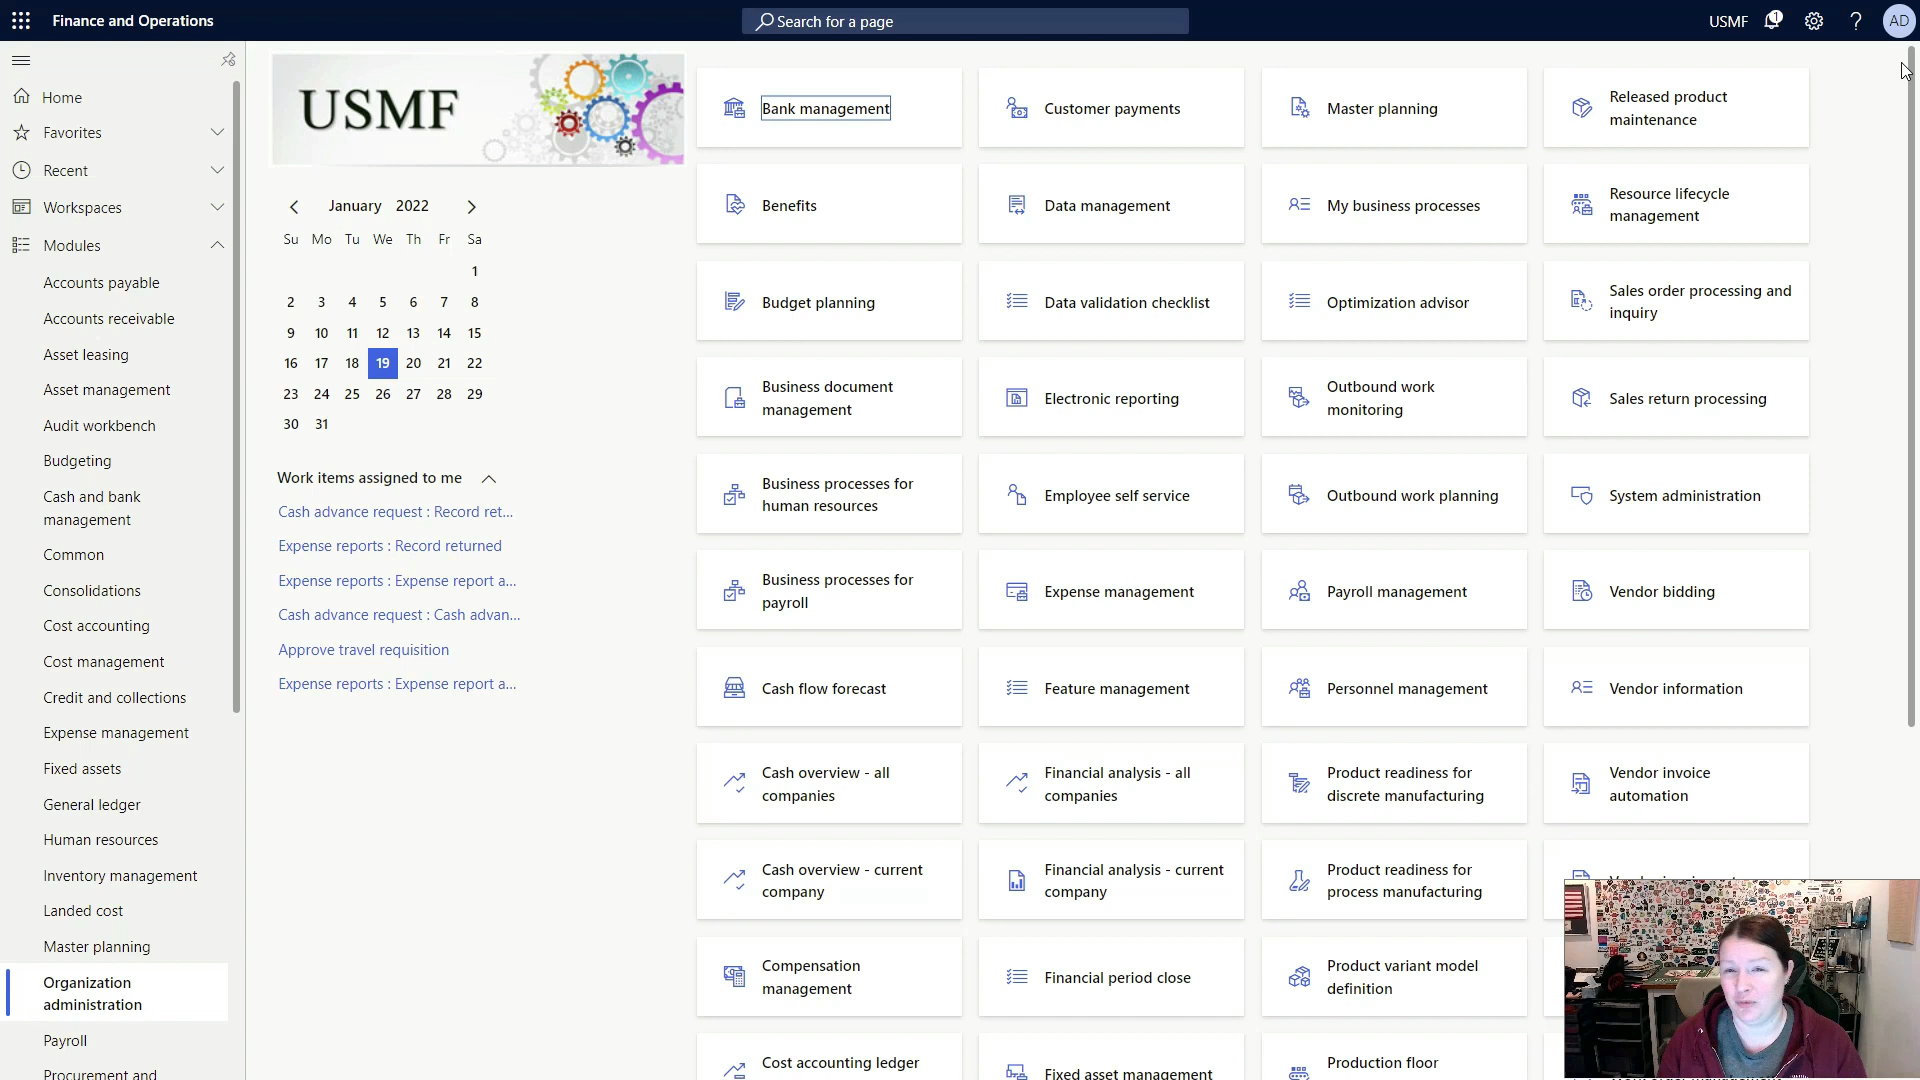 Finance and Operations
Search for a page
USMF
1
AD
Home
Favorites
Recent
Workspaces
Modules
Accounts payable
Accounts receivable
Asset leasing
Asset management
Audit workbench
Budgeting
Cash and bank
management
Common
Consolidations
Cost accounting
Cost management
Credit and collections
Expense management
Fixed assets
General ledger
Human resources
Inventory management
Landed cost
Master planning
Organization
administration
Payroll
Procurement and
USMF
January 2022
Su Mo Tu We Th Fr Sa
1
2 3 4 5 6 7 8
9 10 11 12 13 14 15
16 17 18 19 20 21 22
23 24 25 26 27 28 29
30 31
Work items assigned to me
Cash advance request : Record ret...
Expense reports : Record returned
Expense reports : Expense report a...
Cash advance request : Cash advan...
Approve travel requisition
Expense reports : Expense report a...
Bank management
Customer payments
Master planning
Released product
maintenance
Benefits
Data management
My business processes
Resource lifecycle
management
Budget planning
Data validation checklist
Optimization advisor
Sales order processing and
inquiry
Business document
management
Electronic reporting
Outbound work
monitoring
Sales return processing
Business processes for
human resources
Employee self service
Outbound work planning
System administration
Business processes for
payroll
Expense management
Payroll management
Vendor bidding
Cash flow forecast
Feature management
Personnel management
Vendor information
Cash overview - all
companies
Financial analysis - all
companies
Product readiness for
discrete manufacturing
Vendor invoice
automation
Cash overview - current
company
Financial analysis - current
company
Product readiness for
process manufacturing
Compensation
management
Financial period close
Product variant model
definition
Cost accounting ledger
Fixed asset management
Production floor